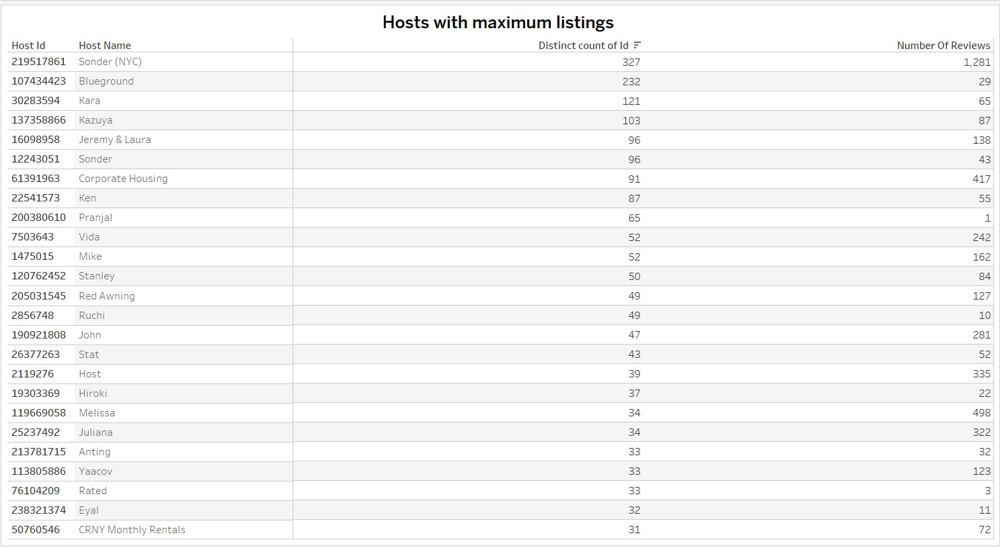 Hosts with maximum listings
Host Id Host Name Distinct count of Id Number Of Reviews
219517861 Sonder (NYC) 327 1,281
107434423 Blueground 232 29
30283594 Kara 121 65
137358866 Kazuya 103 87
16098958 Jeremy & Laura 96 138
12243051 Sonder 96 43
61391963 Corporate Housing 91 417
22541573 Ken 87 55
200380610 Pranjal 65 1
7503643 Vida 52 242
1475015 Mike 52 162
120762452 Stanley 50 84
205031545 Red Awning 49 127
2856748 Ruchi 49 10
190921808 John 47 281
26377263 Stat 43 52
2119276 Host 39 335
19303369 Hiroki 37 22
119669058 Melissa 34 498
25237492 Juliana 34 322
213781715 Anting 33 32
113805886 Yaacov 33 123
76104209 Rated 33 3
238321374 Eyal 32 11
50760546 CRNY Monthly Rentals 31 72